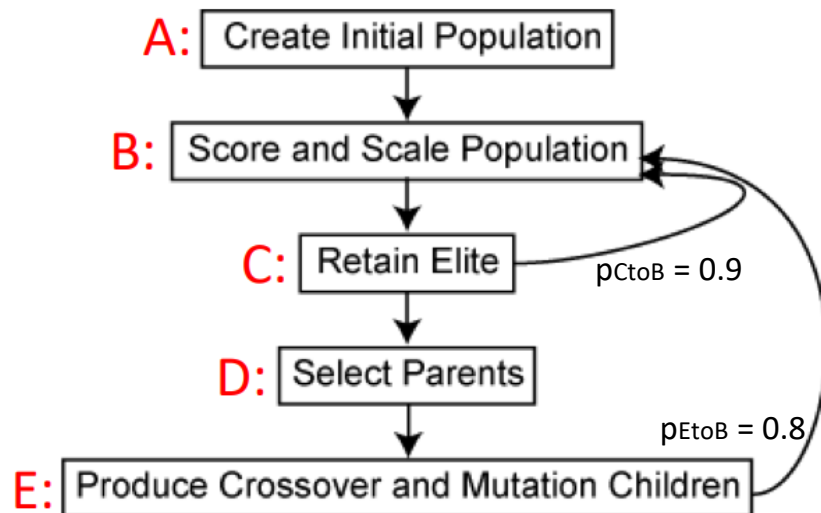 A: Create Initial Population
B: Score and Scale Population
C: Retain Elite
pCtoB = 0.9
D: Select Parents
pEtoB = 0.8
E: Produce Crossover and Mutation Children